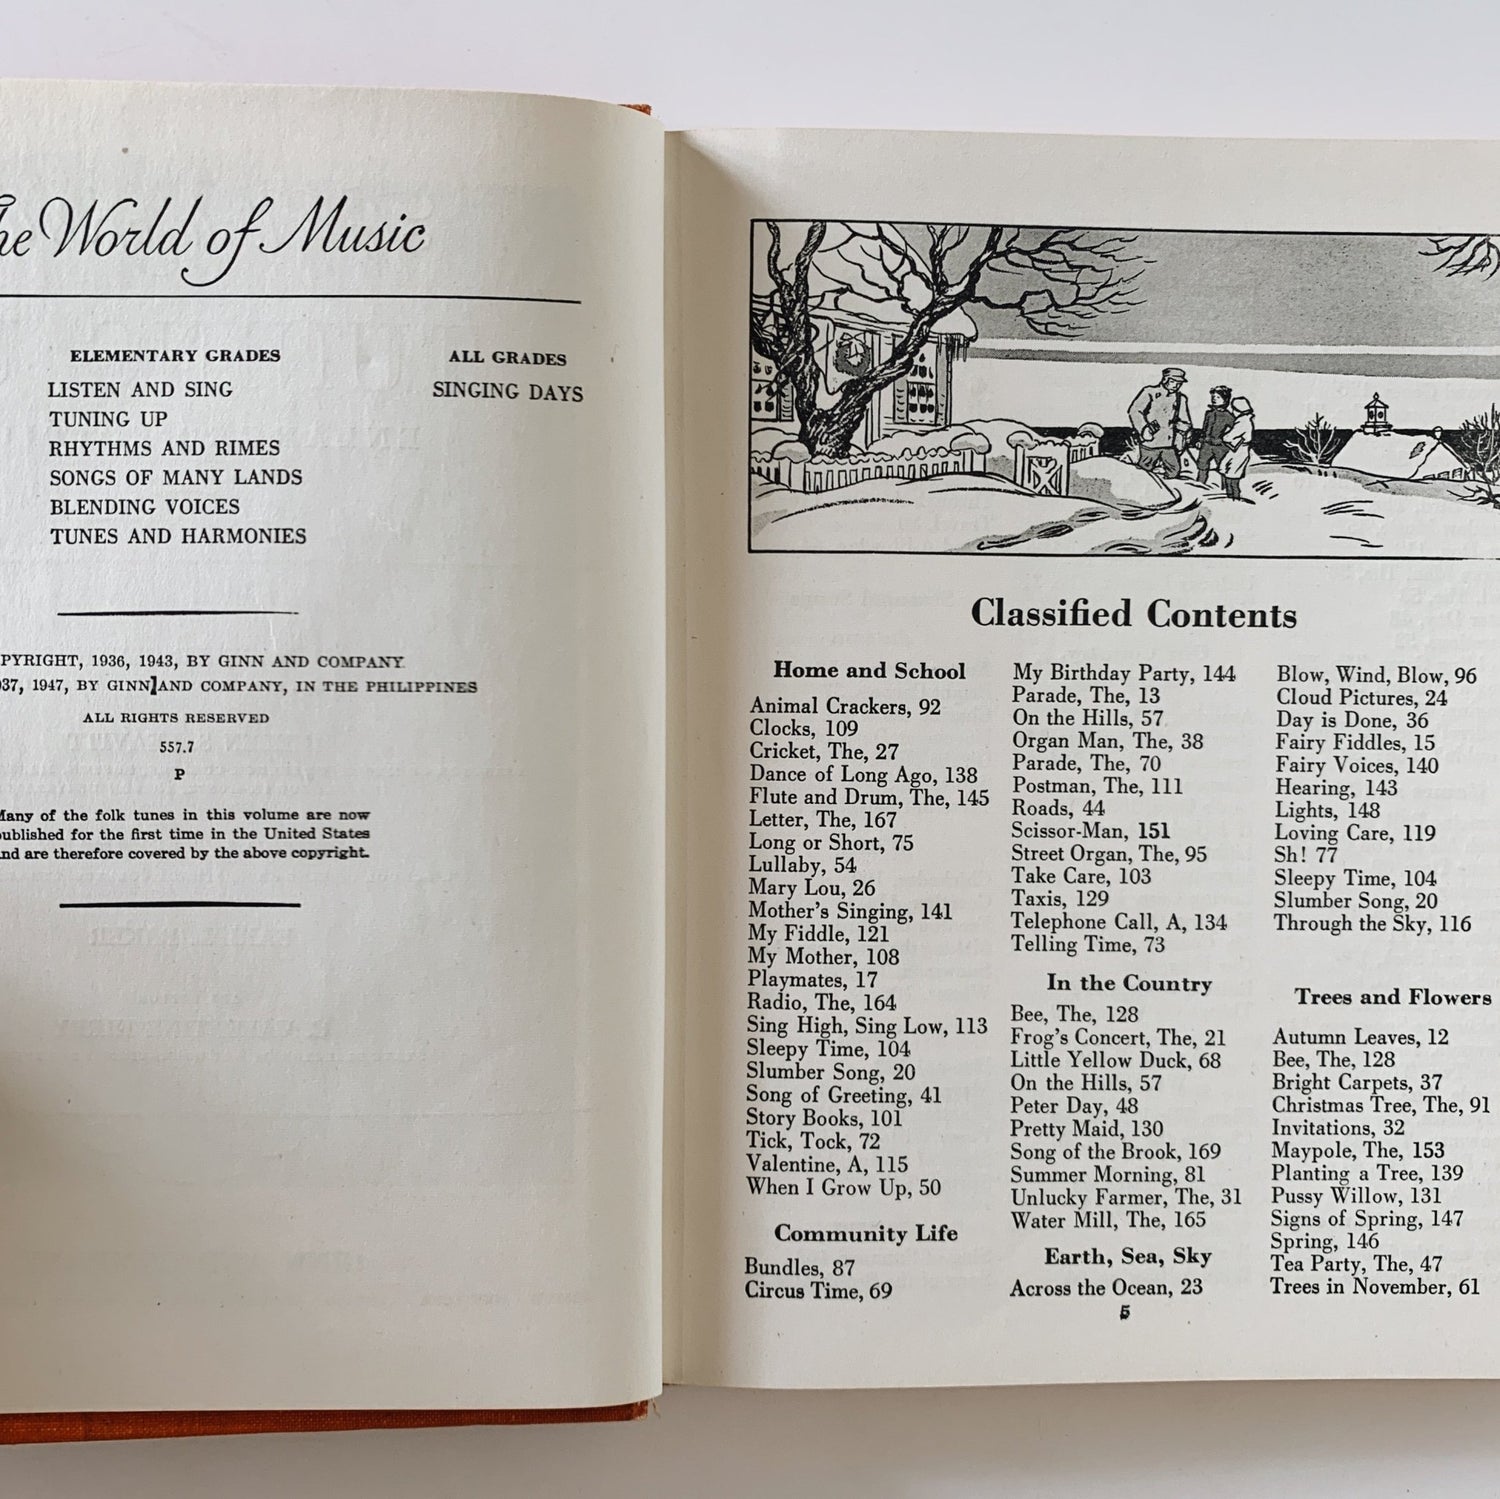 he World of Music
ELEMENTARY GRADES
LISTEN AND SING
TUNING UP
RHYTHMS AND RIMES
SONGS OF MANY LANDS
BLENDING VOICES
TUNES AND HARMONIES
ALL GRADES
SINGING DAYS
PYRIGHT, 1936, 1943, BY GINN AND COMPANY
37, 1947, BY GINN AND COMPANY, IN THE PHILIPPINES
ALL RIGHTS RESERVED
557.7
P
Many of the folk tunes in this volume are now
published for the first time in the United States
and are therefore covered by the above copyright.
Classified Contents
Home and School
Animal Crackers, 92
Clocks, 109
Cricket, The, 27
Dance of Long Ago, 138
Flute and Drum, The, 145
Letter, The, 167
Long or Short, 75
Lullaby, 54
Mary Lou, 26
Mother's Singing, 141
My Fiddle, 121
My Mother, 108
Playmates, 17
Radio, The, 164
Sing High, Sing Low, 113
Sleepy Time, 104
Slumber Song, 20
Song of Greeting, 41
Story Books, 101
Tick, Tock, 72
Valentine, A, 115
When I Grow Up, 50
Community Life
Bundles, 87
Circus Time, 69
My Birthday Party, 144
Parade, The, 13
On the Hills, 57
Organ Man, The, 38
Parade, The, 70
Postman, The, 111
Roads, 44
Scissor-Man, 151
Street Organ, The, 95
Take Care, 103
Taxis, 129
Telephone Call, A, 134
Telling Time, 73
In the Country
Bee, The, 128
Frog's Concert, The, 21
Little Yellow Duck, 68
On the Hills, 57
Peter Day, 48
Pretty Maid, 130
Song of the Brook, 169
Summer Morning, 81
Unlucky Farmer, The, 31
Water Mill, The, 165
Earth, Sea, Sky
Across the Ocean, 23
Blow, Wind, Blow, 96
Cloud Pictures, 24
Day is Done, 36
Fairy Fiddles, 15
Fairy Voices, 140
Hearing, 143
Lights, 148
Loving Care, 119
Sh! 77
Sleepy Time, 104
Slumber Song, 20
Through the Sky, 116
Trees and Flowers
Autumn Leaves, 12
Bee, The, 128
Bright Carpets, 37
Christmas Tree, The, 91
Invitations, 32
Maypole, The, 153
Planting a Tree, 139
Pussy Willow, 131
Signs of Spring, 147
Spring, 146
Tea Party, The, 47
Trees in November, 61
5